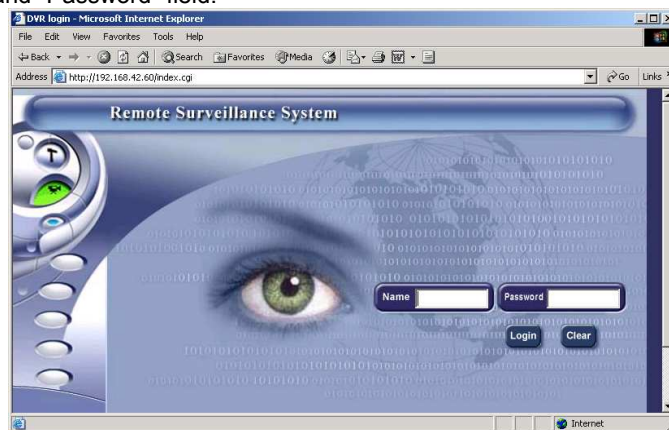 and "Password" field.
DVR login - Microsoft Internet Explorer
File Edit View Favorites Tools Help
Back Search Favorites Media
Address http://192.168.42.60/index.cgi Go Links
Remote Surveillance System
Name Password
Login Clear
Internet